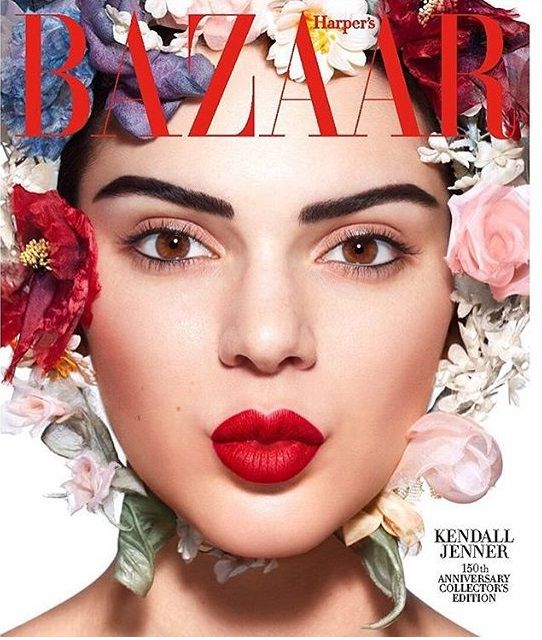 Harper's
BAZAAR
KENDALL
JENNER
150th
ANNIVERSARY
COLLECTOR'S
EDITION